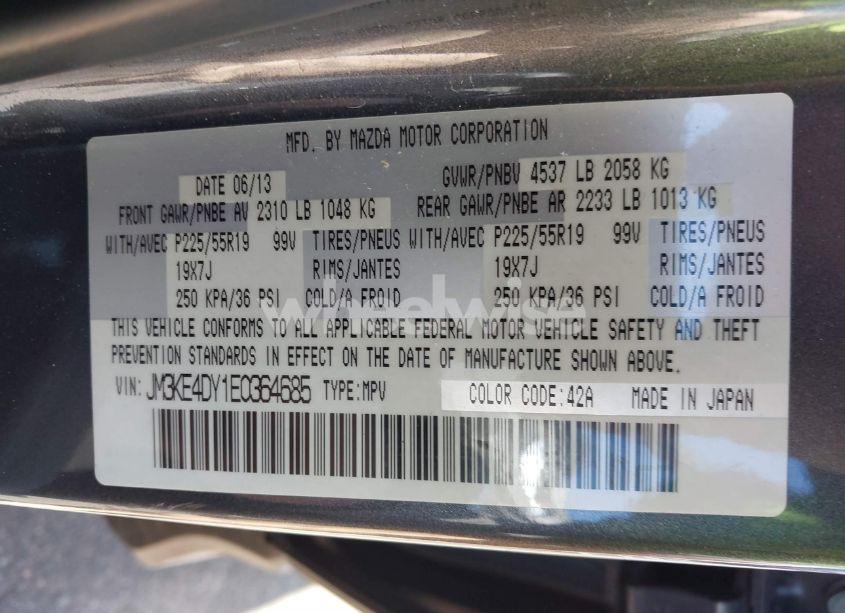 MFD. BY MAZDA MOTOR CORPORATION
DATE 06/13 GVWR/PNBV 4537 LB 2058 KG
FRONT GAWR/PNBE AV 2310 LB 1048 KG REAR GAWR/PNBE AR 2233 LB 1013 KG
WITH/AVEC P225/55R19 99V TIRES/PNEUS WITH/AVEC P225/55R19 99V TIRES/PNEUS
19X7J RIMS/JANTES 19X7J RIMS/JANTES
250 KPA/36 PSI COLD/A FROID 250 KPA/36 PSI COLD/A FROID
wheelwise
THIS VEHICLE CONFORMS TO ALL APPLICABLE FEDERAL MOTOR VEHICLE SAFETY AND THEFT
PREVENTION STANDARDS IN EFFECT ON THE DATE OF MANUFACTURE SHOWN ABOVE.
VIN: JM3KE4DY1E0364685 TYPE: MPV COLOR CODE: 42A MADE IN JAPAN